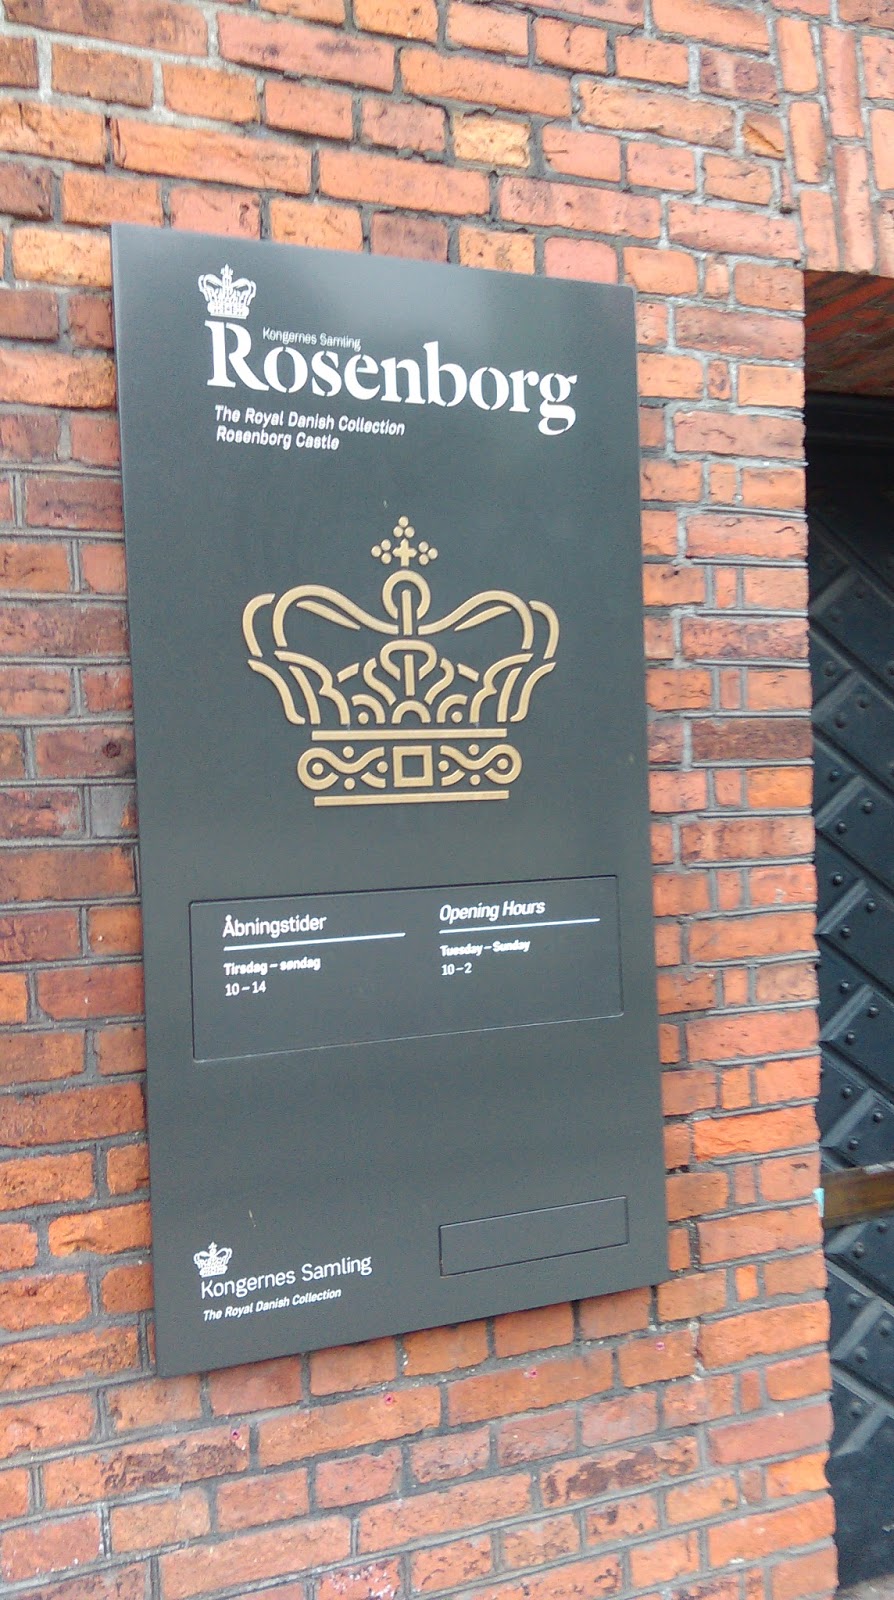 Kongernes Samling
Rosenborg
The Royal Danish Collection
Rosenborg Castle
Åbningstider
Tirsdag – søndag
10 – 14
Opening Hours
Tuesday – Sunday
10 – 2
Kongernes Samling
The Royal Danish Collection